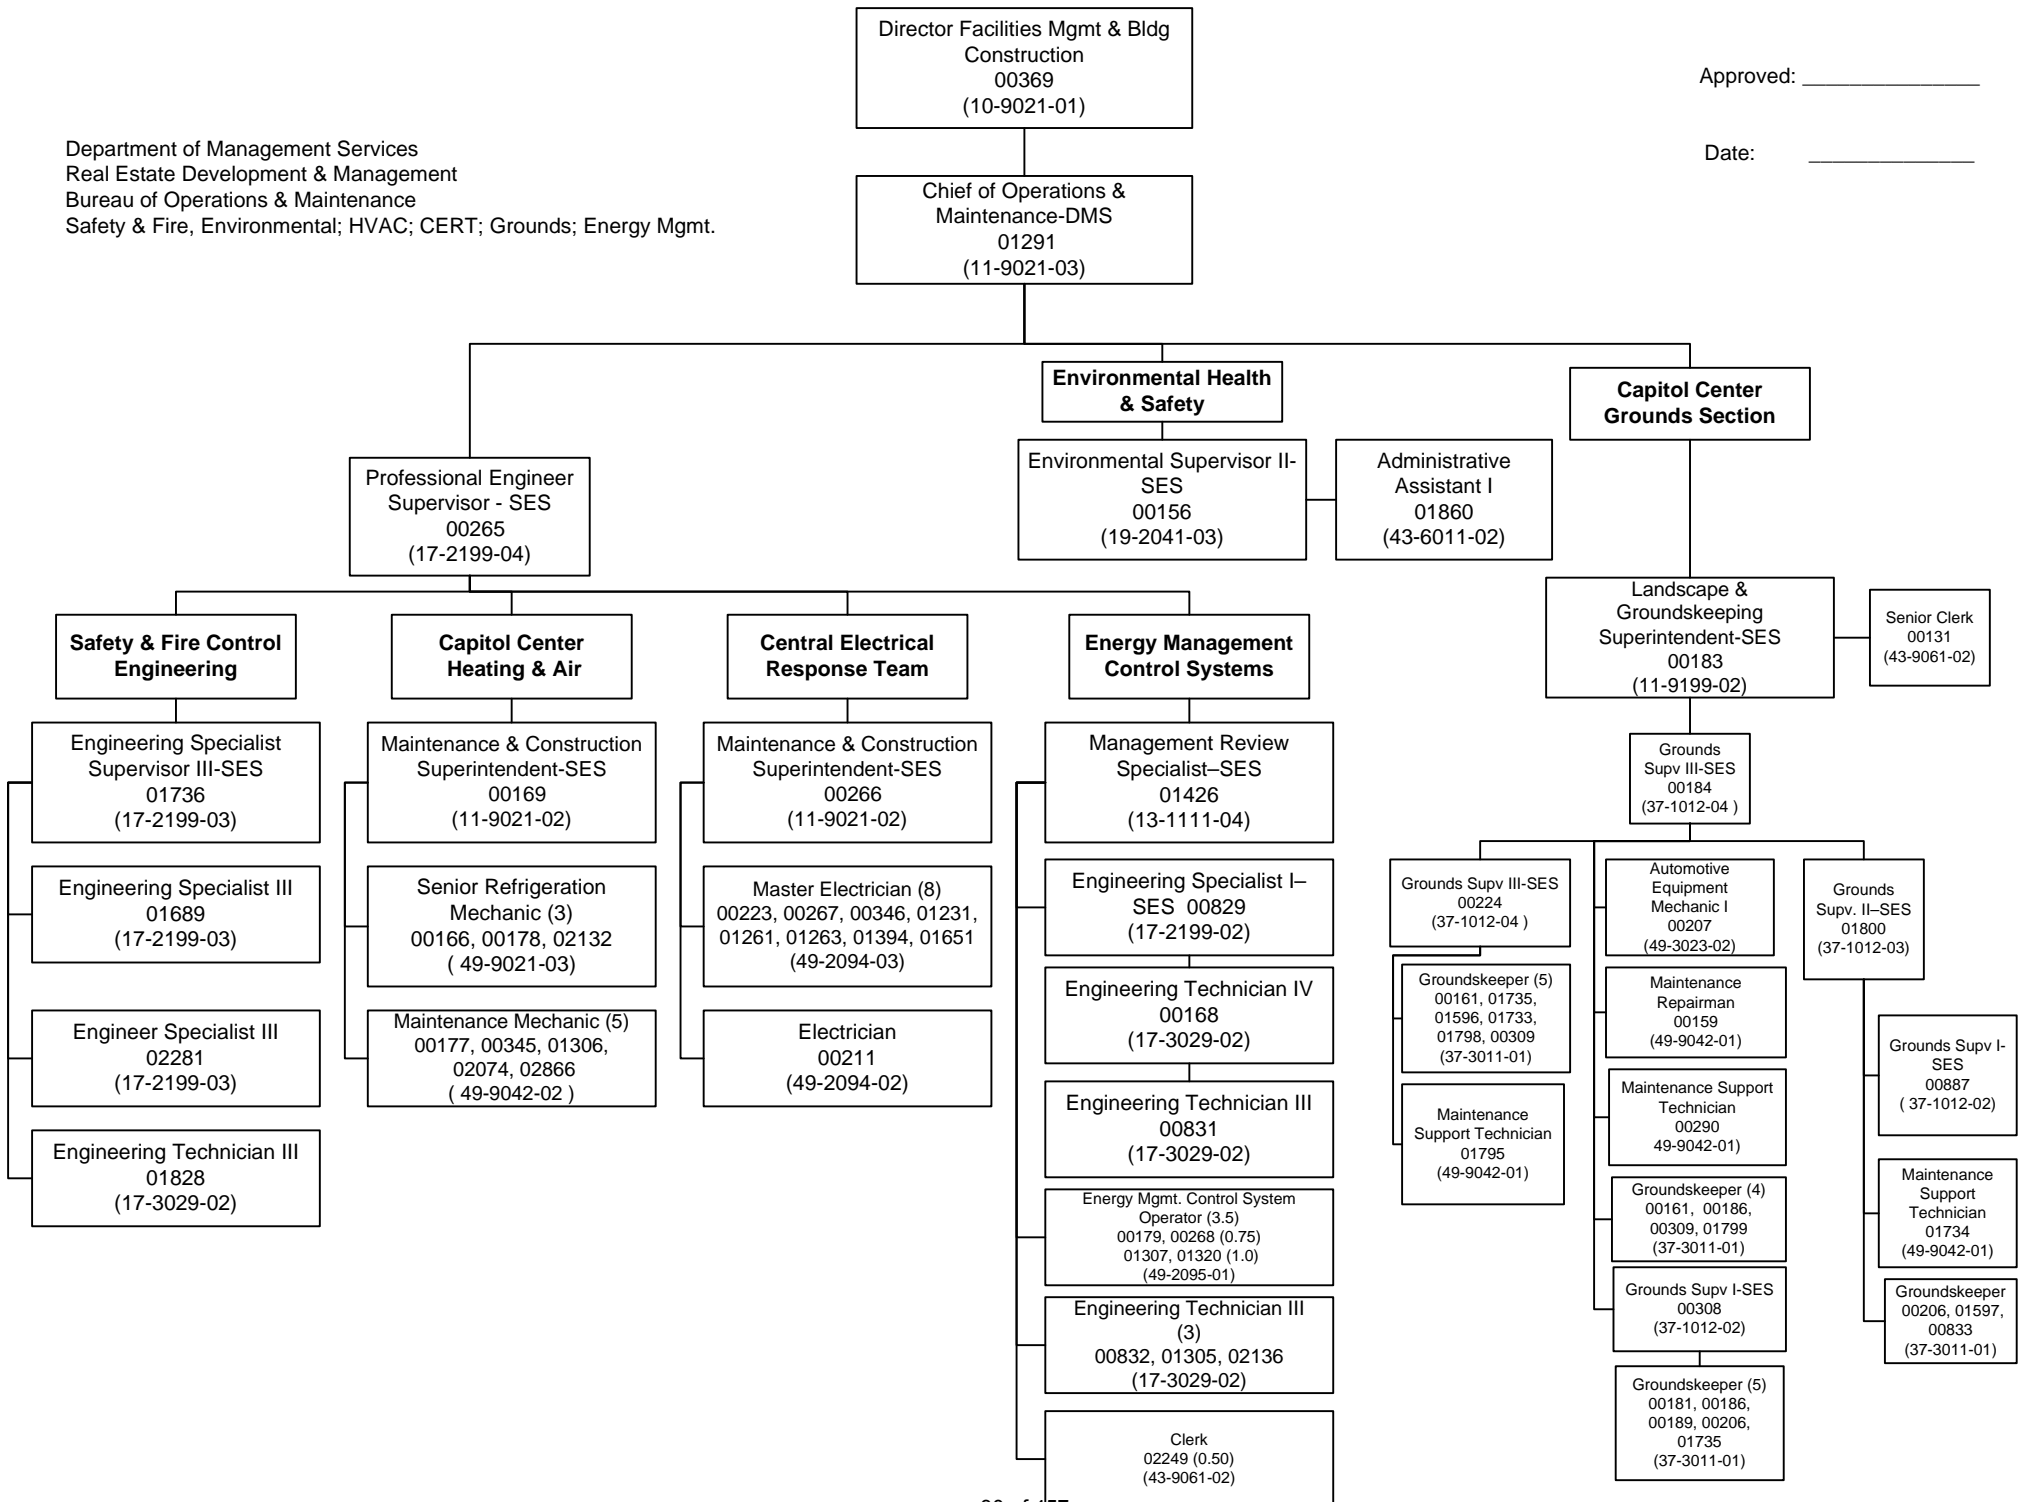 Director Facilities Mgmt & Bldg
Construction
00369
(10-9021-01)
Approved: _______________
Date: ______________
Department of Management Services
Real Estate Development & Management
Bureau of Operations & Maintenance
Safety & Fire, Environmental; HVAC; CERT; Grounds; Energy Mgmt.
Chief of Operations &
Maintenance-DMS
01291
(11-9021-03)
Environmental Health
& Safety
Capitol Center
Grounds Section
Professional Engineer
Supervisor - SES
00265
(17-2199-04)
Environmental Supervisor II-
SES
00156
(19-2041-03)
Administrative
Assistant I
01860
(43-6011-02)
Landscape &
Groundskeeping
Superintendent-SES
00183
(11-9199-02)
Senior Clerk
00131
(43-9061-02)
Safety & Fire Control
Engineering
Capitol Center
Heating & Air
Central Electrical
Response Team
Energy Management
Control Systems
Engineering Specialist
Supervisor III-SES
01736
(17-2199-03)
Engineering Specialist III
01689
(17-2199-03)
Engineer Specialist III
02281
(17-2199-03)
Engineering Technician III
01828
(17-3029-02)
Maintenance & Construction
Superintendent-SES
00169
(11-9021-02)
Senior Refrigeration
Mechanic (3)
00166, 00178, 02132
( 49-9021-03)
Maintenance Mechanic (5)
00177, 00345, 01306,
02074, 02866
( 49-9042-02 )
Maintenance & Construction
Superintendent-SES
00266
(11-9021-02)
Master Electrician (8)
00223, 00267, 00346, 01231,
01261, 01263, 01394, 01651
(49-2094-03)
Electrician
00211
(49-2094-02)
Management Review
Specialist–SES
01426
(13-1111-04)
Engineering Specialist I–
SES 00829
(17-2199-02)
Engineering Technician IV
00168
(17-3029-02)
Engineering Technician III
00831
(17-3029-02)
Energy Mgmt. Control System
Operator (3.5)
00179, 00268 (0.75)
01307, 01320 (1.0)
(49-2095-01)
Engineering Technician III
(3)
00832, 01305, 02136
(17-3029-02)
Clerk
02249 (0.50)
(43-9061-02)
Grounds
Supv III-SES
00184
(37-1012-04 )
Grounds Supv III-SES
00224
(37-1012-04 )
Groundskeeper (5)
00161, 01735,
01596, 01733,
01798, 00309
(37-3011-01)
Maintenance
Support Technician
01795
(49-9042-01)
Automotive
Equipment
Mechanic I
00207
(49-3023-02)
Maintenance
Repairman
00159
(49-9042-01)
Maintenance Support
Technician
00290
49-9042-01)
Groundskeeper (4)
00161, 00186,
00309, 01799
(37-3011-01)
Grounds Supv I-SES
00308
(37-1012-02)
Groundskeeper (5)
00181, 00186,
00189, 00206,
01735
(37-3011-01)
Grounds
Supv. II–SES
01800
(37-1012-03)
Grounds Supv I-
SES
00887
( 37-1012-02)
Maintenance
Support
Technician
01734
(49-9042-01)
Groundskeeper
00206, 01597,
00833
(37-3011-01)